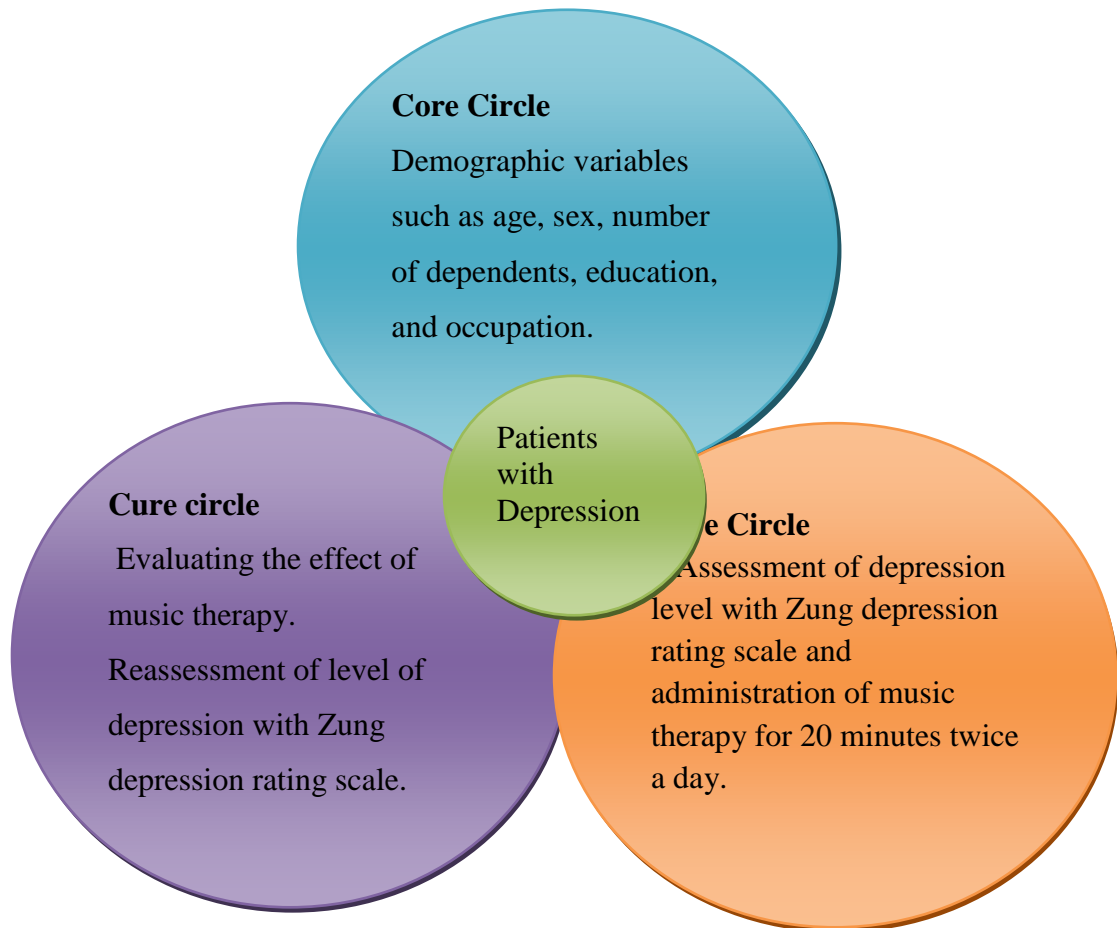 Core Circle
Demographic variables
such as age, sex, number
of dependents, education,
and occupation.
Patients
with
Depression
Cure circle
Evaluating the effect of
music therapy.
Reassessment of level of
depression with Zung
depression rating scale.
e Circle
Assessment of depression
level with Zung depression
rating scale and
administration of music
therapy for 20 minutes twice
a day.